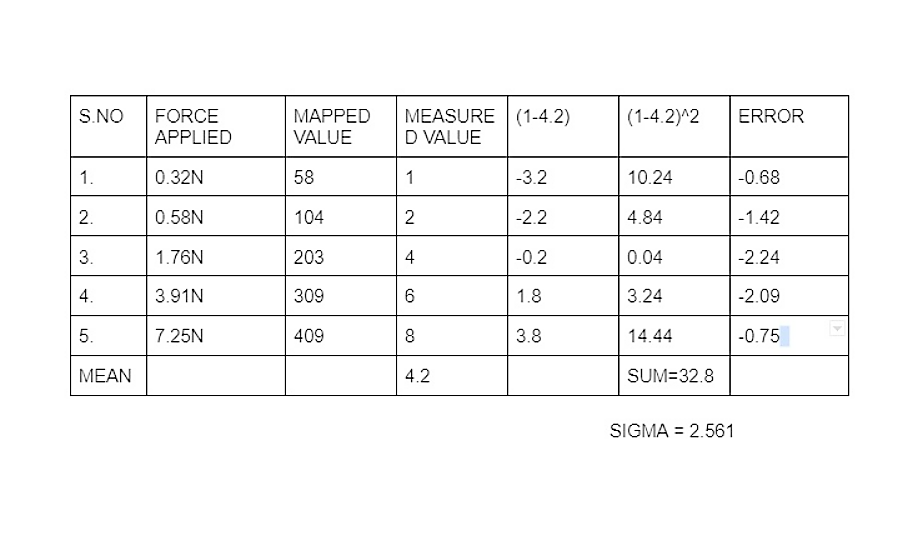 S.NO FORCE APPLIED MAPPED VALUE MEASURE D VALUE (1-4.2) (1-4.2)^2 ERROR
1. 0.32N 58 1 -3.2 10.24 -0.68
2. 0.58N 104 2 -2.2 4.84 -1.42
3. 1.76N 203 4 -0.2 0.04 -2.24
4. 3.91N 309 6 1.8 3.24 -2.09
5. 7.25N 409 8 3.8 14.44 -0.75
MEAN 4.2 SUM=32.8
SIGMA = 2.561